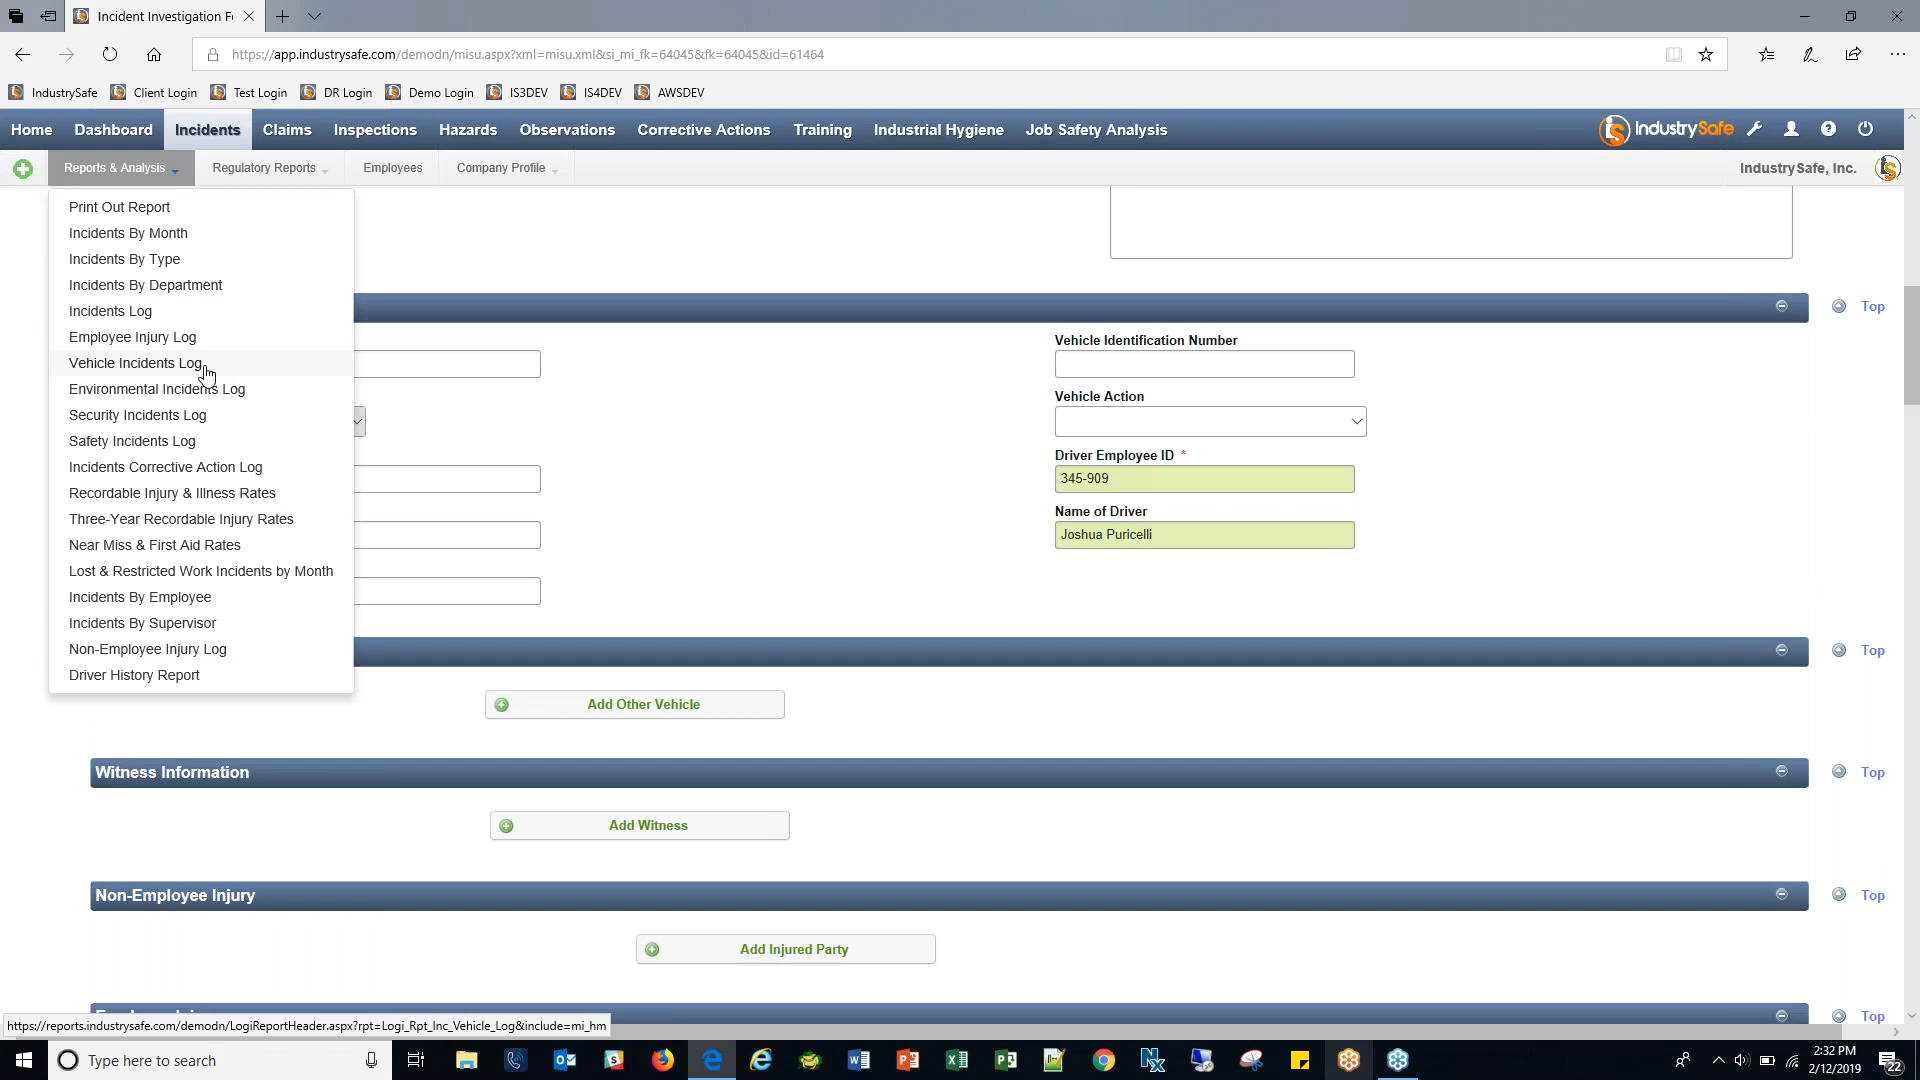 Incident Investigation F
https://app.industrysafe.com/demodn/misu.aspx?xml=misu.xml&si_mi_fk=64045&fk=64045&id=61464
IndustrySafe Client Login Test Login DR Login Demo Login IS3DEV IS4DEV AWSDEV
Home Dashboard Incidents Claims Inspections Hazards Observations Corrective Actions Training Industrial Hygiene Job Safety Analysis IndustrySafe
Reports & Analysis Regulatory Reports Employees Company Profile IndustrySafe, Inc.
Print Out Report
Incidents By Month
Incidents By Type
Incidents By Department
Incidents Log
Employee Injury Log
Vehicle Incidents Log
Environmental Incidents Log
Security Incidents Log
Safety Incidents Log
Incidents Corrective Action Log
Recordable Injury & Illness Rates
Three-Year Recordable Injury Rates
Near Miss & First Aid Rates
Lost & Restricted Work Incidents by Month
Incidents By Employee
Incidents By Supervisor
Non-Employee Injury Log
Driver History Report
Top
Vehicle Identification Number
Vehicle Action
Driver Employee ID *
345-909
Name of Driver
Joshua Puricelli
Top
Add Other Vehicle
Witness Information Top
Add Witness
Non-Employee Injury Top
Add Injured Party
Top
https://reports.industrysafe.com/demodn/LogiReportHeader.aspx?rpt=Logi_Rpt_Inc_Vehicle_Log&include=mi_hm
Type here to search
2:32 PM
2/12/2019
22